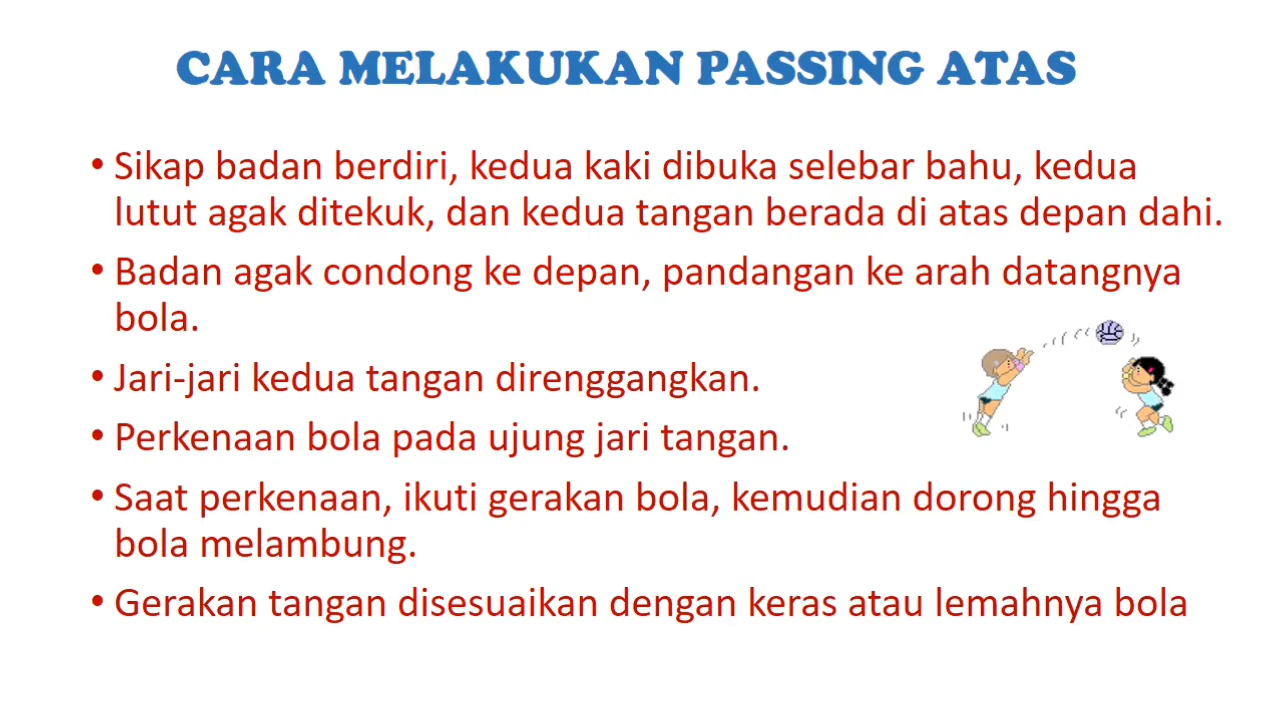 CARA MELAKUKAN PASSING ATAS
• Sikap badan berdiri, kedua kaki dibuka selebar bahu, kedua
lutut agak ditekuk, dan kedua tangan berada di atas depan dahi.
• Badan agak condong ke depan, pandangan ke arah datangnya
bola.
• Jari-jari kedua tangan direnggangkan.
• Perkenaan bola pada ujung jari tangan.
• Saat perkenaan, ikuti gerakan bola, kemudian dorong hingga
bola melambung.
• Gerakan tangan disesuaikan dengan keras atau lemahnya bola